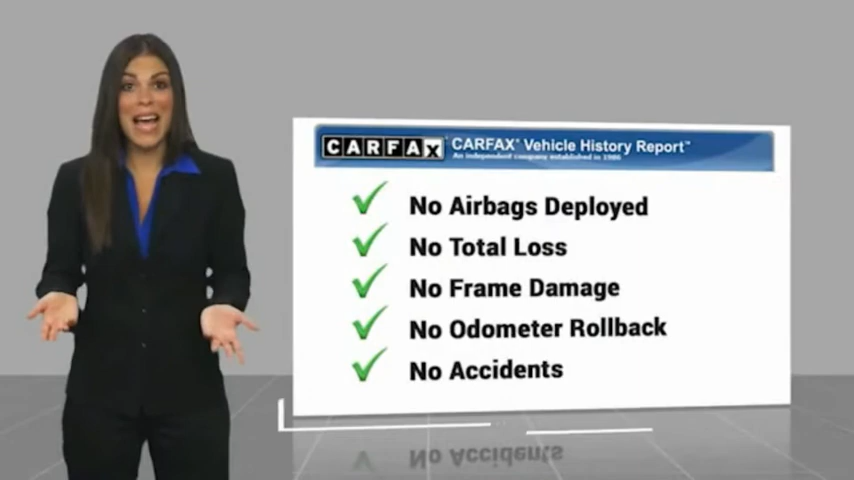 CARFAX CARFAX® Vehicle History Report™
An independent company established in 1986
No Airbags Deployed
No Total Loss
No Frame Damage
No Odometer Rollback
No Accidents
No Accidents